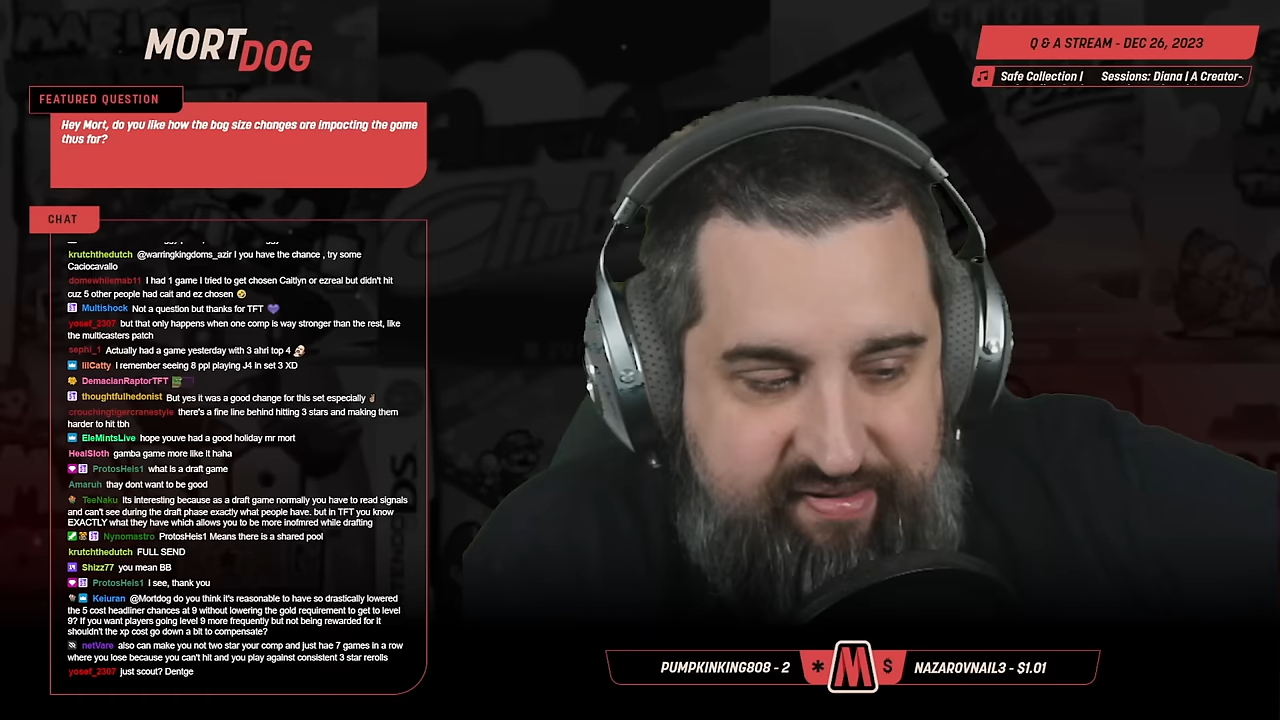 MORTDOG
Q & A STREAM - DEC 26, 2023
Safe Collection | Sessions: Diana | A Creator-
FEATURED QUESTION
Hey Mort, do you like how the bag size changes are impacting the game
thus far?
CHAT
krutchthedutch @warringkingdoms_azir I you have the chance , try some
Caciocavallo
domewhilemab11 I had 1 game I tried to get chosen Caitlyn or ezreal but didn't hit
cuz 5 other people had cait and ez chosen
Multishock Not a question but thanks for TFT
yosef_2307 but that only happens when one comp is way stronger than the rest, like
the multicasters patch
sephi_1 Actually had a game yesterday with 3 ahri top 4
lilCatty I remember seeing 8 ppl playing J4 in set 3 XD
DemacianRaptorTFT
thoughtfulhedonist But yes it was a good change for this set especially
crouchingtigercranestyle there's a fine line behind hitting 3 stars and making them
harder to hit tbh
EleMintsLive hope youve had a good holiday mr mort
HealSloth gamba game more like it haha
ProtosHeis1 what is a draft game
Amaruh thay dont want to be good
TeeNaku Its interesting because as a draft game normally you have to read signals
and can't see during the draft phase exactly what people have. but in TFT you know
EXACTLY what they have which allows you to be more inofmred while drafting
Nynomastro ProtosHeis1 Means there is a shared pool
krutchthedutch FULL SEND
Shizz77 you mean BB
ProtosHeis1 I see, thank you
Keiuran @Mortdog do you think it's reasonable to have so drastically lowered
the 5 cost headliner chances at 9 without lowering the gold requirement to get to level
9? If you want players going level 9 more frequently but not being rewarded for it
shouldn't the xp cost go down a bit to compensate?
netVare also can make you not two star your comp and just hae 7 games in a row
where you lose because you can't hit and you play against consistent 3 star rerolls
yosef_2307 just scout? Dentge
PUMPKINKING808 - 2 * M $ NAZAROVNAIL3 - $1.01